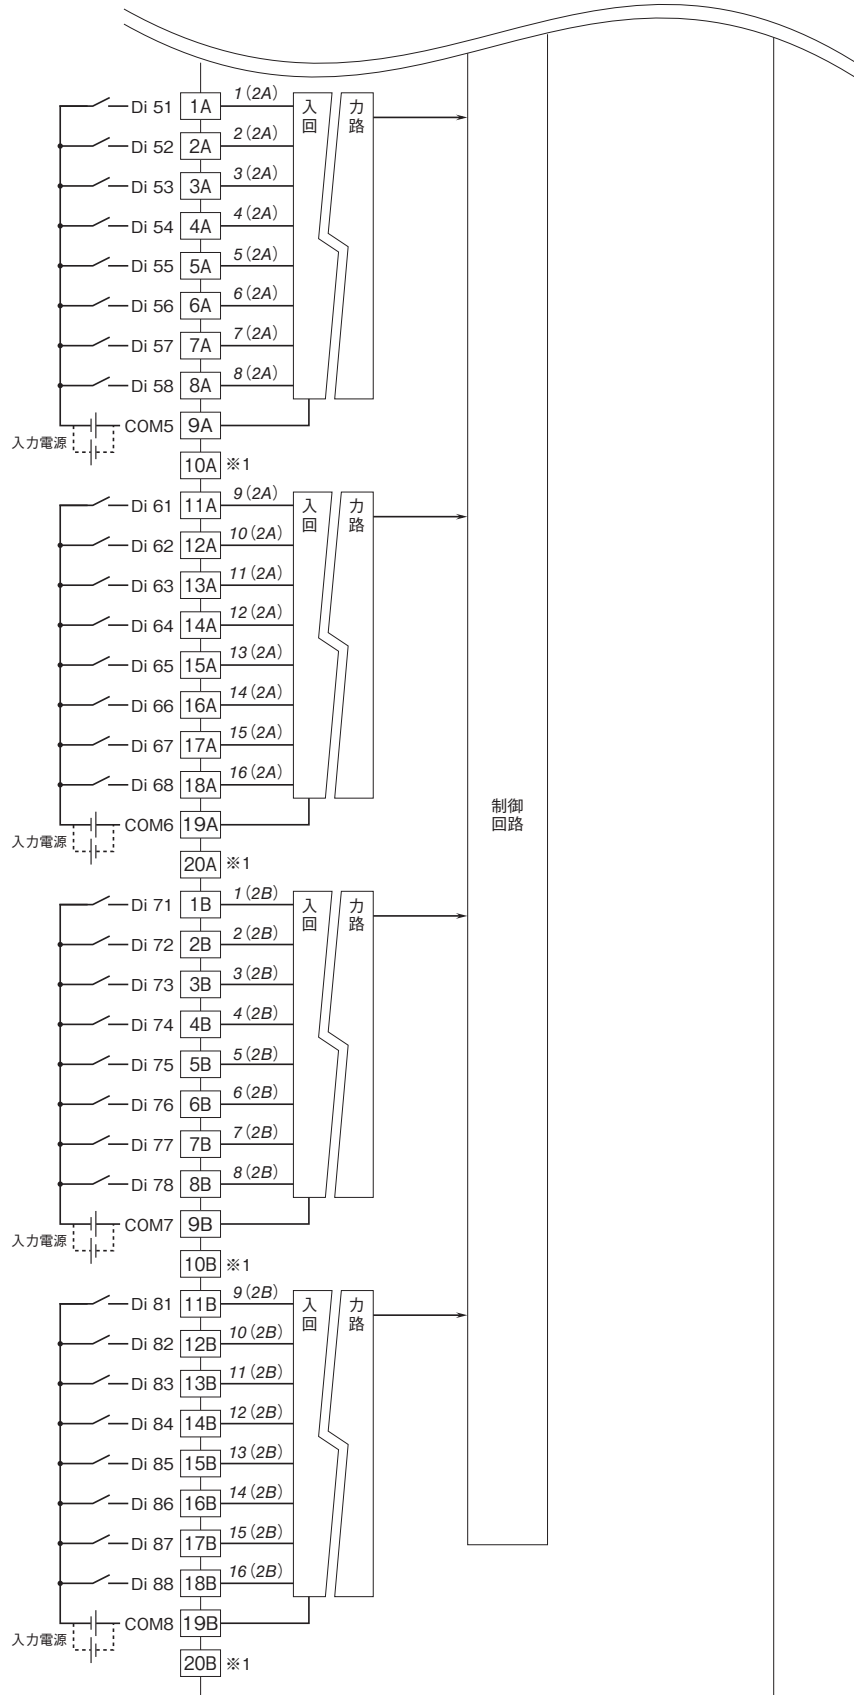 Di 51 1A 1(2A)
Di 52 2A 2(2A)
Di 53 3A 3(2A)
Di 54 4A 4(2A)
Di 55 5A 5(2A)
Di 56 6A 6(2A)
Di 57 7A 7(2A)
Di 58 8A 8(2A)
COM5 9A
入力電源
10A ※1
入力
回路
Di 61 11A 9(2A)
Di 62 12A 10(2A)
Di 63 13A 11(2A)
Di 64 14A 12(2A)
Di 65 15A 13(2A)
Di 66 16A 14(2A)
Di 67 17A 15(2A)
Di 68 18A 16(2A)
COM6 19A
入力電源
20A ※1
入力
回路
制御
回路
Di 71 1B 1(2B)
Di 72 2B 2(2B)
Di 73 3B 3(2B)
Di 74 4B 4(2B)
Di 75 5B 5(2B)
Di 76 6B 6(2B)
Di 77 7B 7(2B)
Di 78 8B 8(2B)
COM7 9B
入力電源
10B ※1
入力
回路
Di 81 11B 9(2B)
Di 82 12B 10(2B)
Di 83 13B 11(2B)
Di 84 14B 12(2B)
Di 85 15B 13(2B)
Di 86 16B 14(2B)
Di 87 17B 15(2B)
Di 88 18B 16(2B)
COM8 19B
入力電源
20B ※1
入力
回路